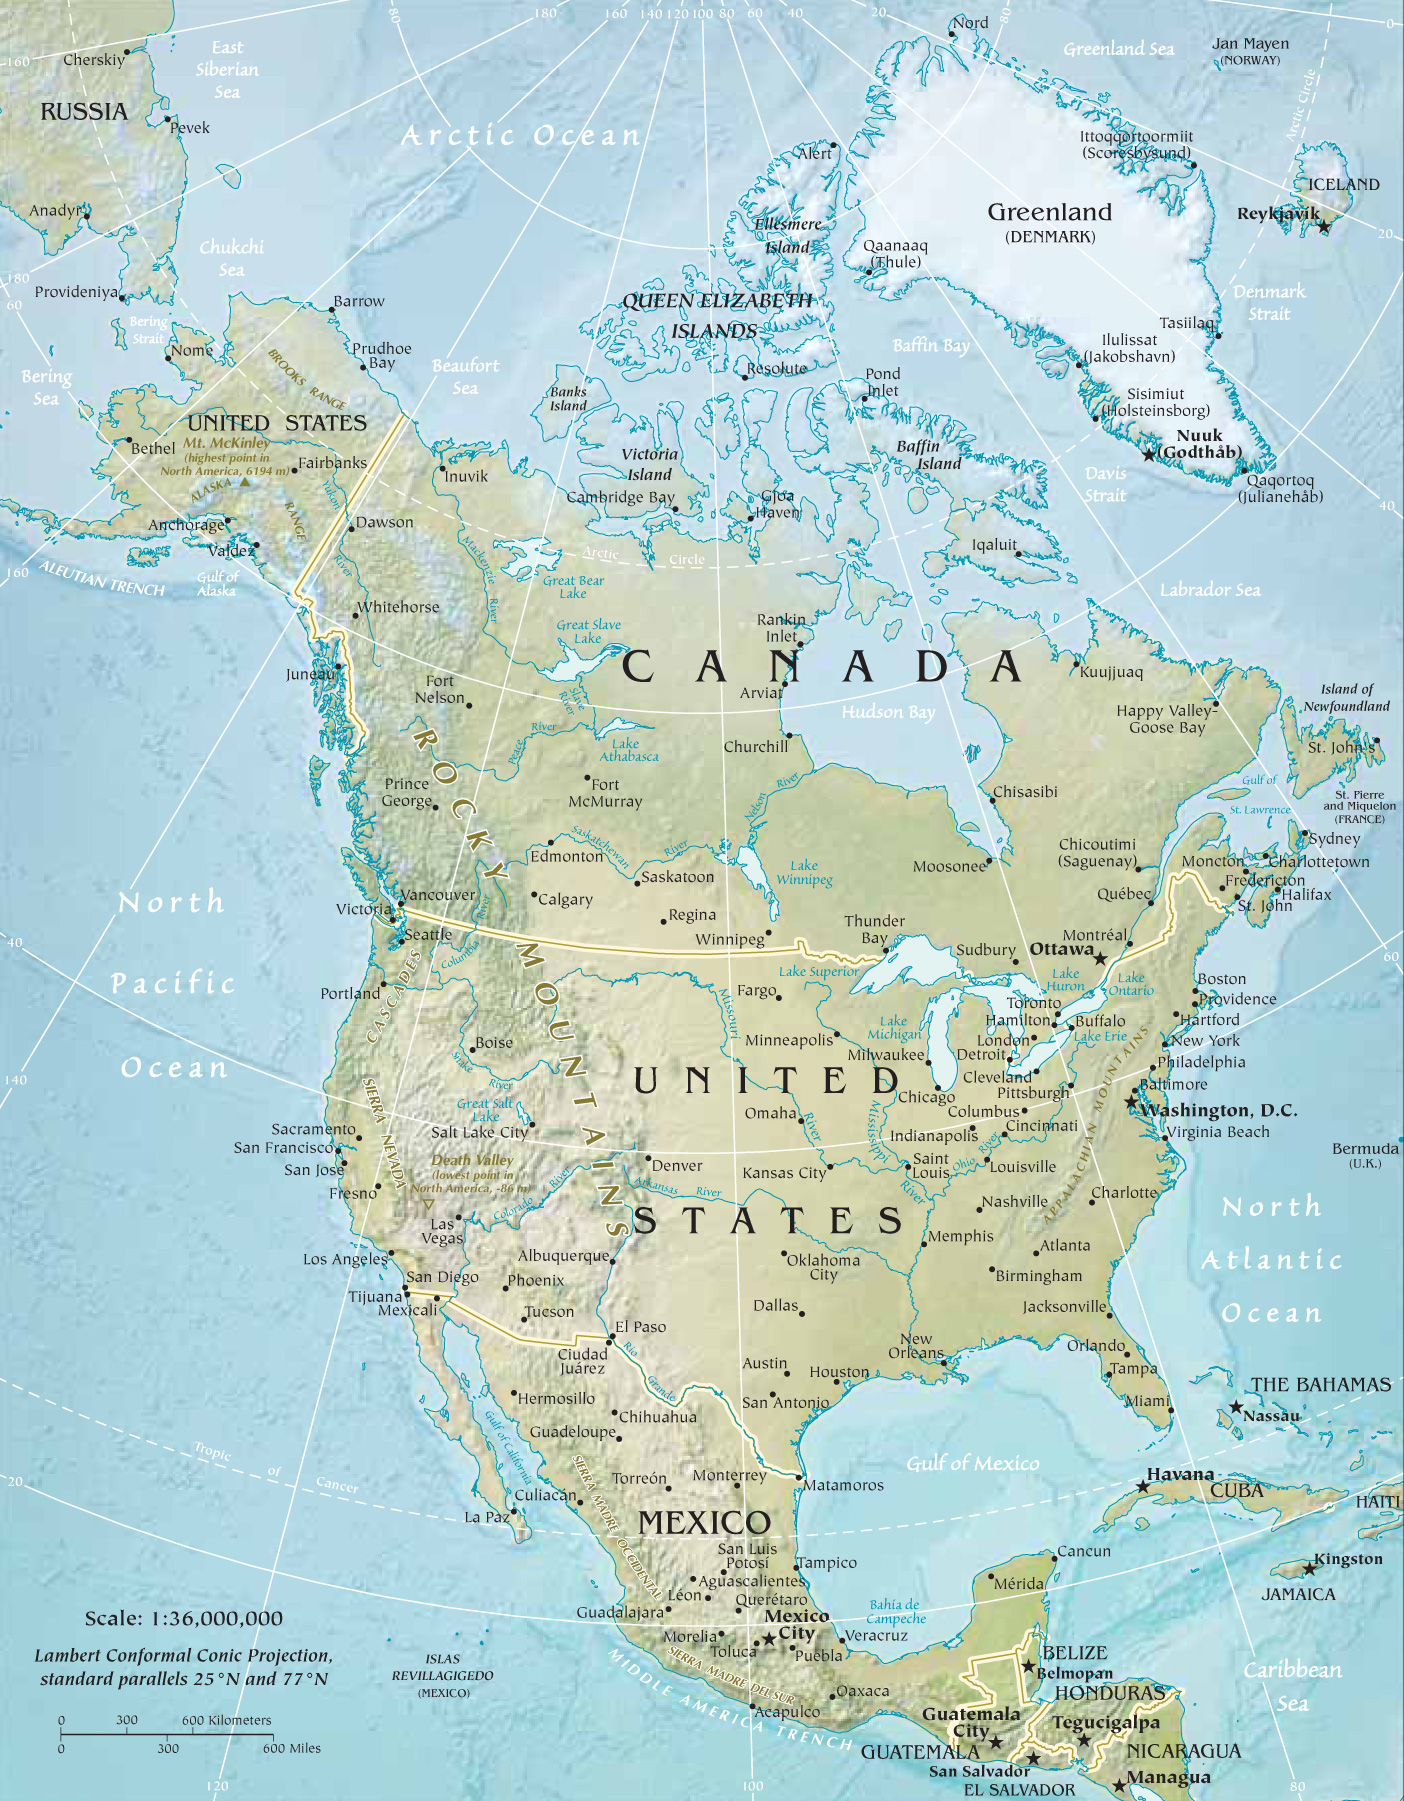 80
180
160
140
120
100
80
60
40
20
80
0
Nord
Cherskiy
East
Siberian
Sea
Greenland Sea
Jan Mayen
(NORWAY)
160
RUSSIA
Pevek
Arctic Ocean
Arctic Circle
Alert
Ittoqqortoormiit
(Scoresbysund)
ICELAND
Reykjavík
Anadyr'
Ellesmere
Island
Greenland
(DENMARK)
20
Chukchi
Sea
Qaanaaq
(Thule)
180
60
Provideniya
Bering
Strait
Barrow
QUEEN ELIZABETH
ISLANDS
Denmark
Strait
Tasiilaq
Nome
Prudhoe
Bay
Baffin Bay
Ilulissat
(Jakobshavn)
Bering
Sea
BROOKS RANGE
Beaufort
Sea
Resolute
Pond
Inlet
Banks
Island
Sisimiut
(Holsteinsborg)
UNITED STATES
Nuuk
(Godthåb)
Bethel
Mt. McKinley
(highest point in
North America, 6194 m)
Fairbanks
Inuvik
Victoria
Island
Baffin
Island
Davis
Strait
Qaqortoq
(Julianehåb)
ALASKA
RANGE
Yukon
River
Cambridge Bay
Gjoa
Haven
40
Anchorage
Valdez
Dawson
Arctic Circle
Iqaluit
160
ALEUTIAN TRENCH
Gulf of
Alaska
Mackenzie
River
Great Bear
Lake
Labrador Sea
Whitehorse
Great Slave
Lake
Rankin
Inlet
CANADA
Juneau
Fort
Nelson
Slave
River
Arviat
Kuujjuaq
Island of
Newfoundland
Hudson Bay
Happy Valley-
Goose Bay
Peace
River
Lake
Athabasca
Churchill
St. John's
ROCKY MOUNTAINS
Prince
George
Fort
McMurray
Nelson
River
Chisasibi
Gulf of
St. Lawrence
St. Pierre
and Miquelon
(FRANCE)
Edmonton
Saskatchewan
River
Lake
Winnipeg
Moosonee
Chicoutimi
(Saguenay)
Sydney
Moncton
Charlottetown
Saskatoon
Fredericton
Halifax
St. John
Québec
North
Pacific
Ocean
Vancouver
Victoria
Seattle
Calgary
Regina
Winnipeg
Thunder
Bay
Sudbury
Montréal
Ottawa
40
60
Columbia
River
Portland
CASCADES
Lake Superior
Lake
Huron
Lake
Ontario
Boston
Providence
Fargo
Missouri
Toronto
Hamilton
Buffalo
Hartford
Lake
Michigan
Lake Erie
New York
Boise
Minneapolis
London
Milwaukee
Detroit
Philadelphia
Snake
River
UNITED
STATES
Cleveland
Pittsburgh
Baltimore
140
SIERRA NEVADA
Great Salt
Lake
Chicago
Columbus
Washington, D.C.
Omaha
River
Mississippi
River
Indianapolis
Cincinnati
Virginia Beach
Sacramento
San Francisco
San Jose
Salt Lake City
Bermuda
(U.K.)
Death Valley
(lowest point in
North America, -86 m)
Denver
Kansas City
Saint
Louis
Ohio River
Louisville
APPALACHIAN MOUNTAINS
Fresno
Colorado
River
Arkansas River
Nashville
Charlotte
North
Atlantic
Ocean
Las
Vegas
Memphis
Los Angeles
Albuquerque
Oklahoma
City
Atlanta
Birmingham
San Diego
Phoenix
Tijuana
Mexicali
Tucson
Dallas
Jacksonville
El Paso
Ciudad
Juárez
Rio
Grande
New
Orleans
Orlando
Austin
Houston
Tampa
San Antonio
Miami
THE BAHAMAS
Nassau
Hermosillo
Chihuahua
Guadeloupe
Gulf of California
Tropic of Cancer
SIERRA MADRE OCCIDENTAL
Gulf of Mexico
20
Torreón
Monterrey
Matamoros
Havana
CUBA
HAITI
Culiacán
La Paz
MEXICO
San Luis
Potosí
Tampico
Cancun
Kingston
JAMAICA
Aguascalientes
Léon
Querétaro
Mérida
Guadalajara
Mexico
City
Bahía de
Campeche
Scale: 1:36,000,000
Morelia
Toluca
Puebla
Veracruz
Lambert Conformal Conic Projection,
standard parallels 25°N and 77°N
ISLAS
REVILLAGIGEDO
(MEXICO)
SIERRA MADRE DEL SUR
BELIZE
Belmopan
Caribbean
Sea
MIDDLE AMERICA TRENCH
Oaxaca
Acapulco
HONDURAS
Guatemala
City
Tegucigalpa
0 300 600 Kilometers
0 300 600 Miles
GUATEMALA
San Salvador
EL SALVADOR
NICARAGUA
Managua
120
100
80